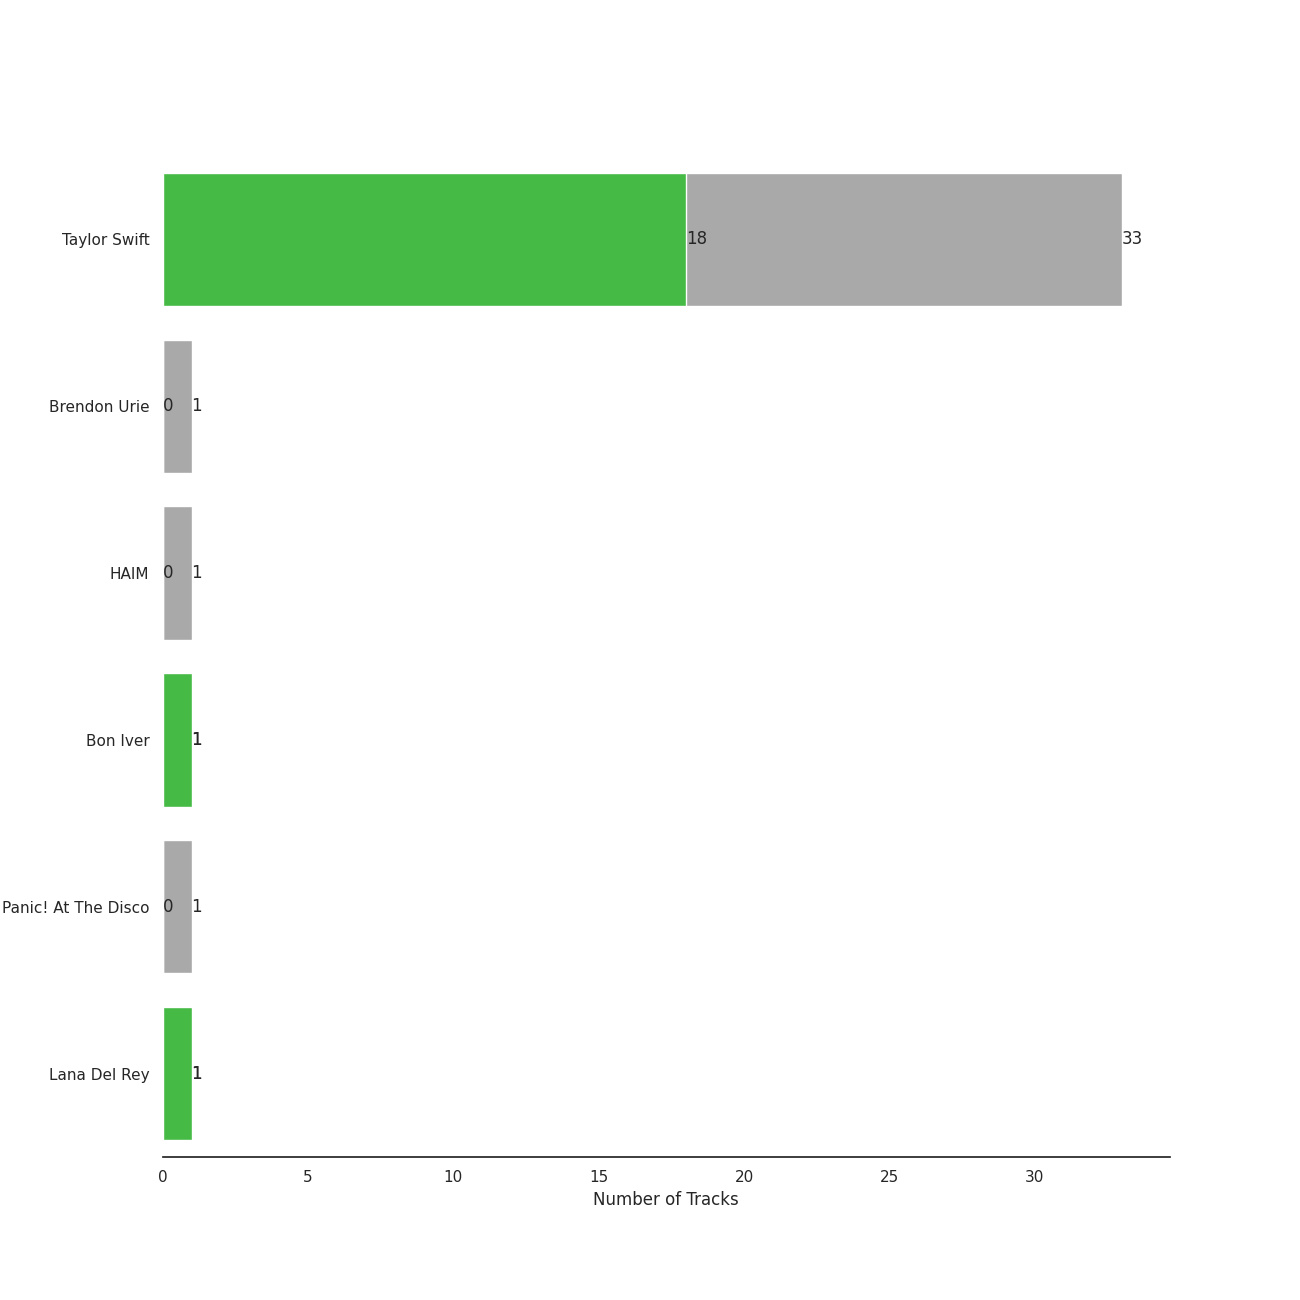 Taylor Swift 18 33
Brendon Urie 0 1
HAIM 0 1
Bon Iver 1
Panic! At The Disco 0 1
Lana Del Rey 1
0 5 10 15 20 25 30
Number of Tracks